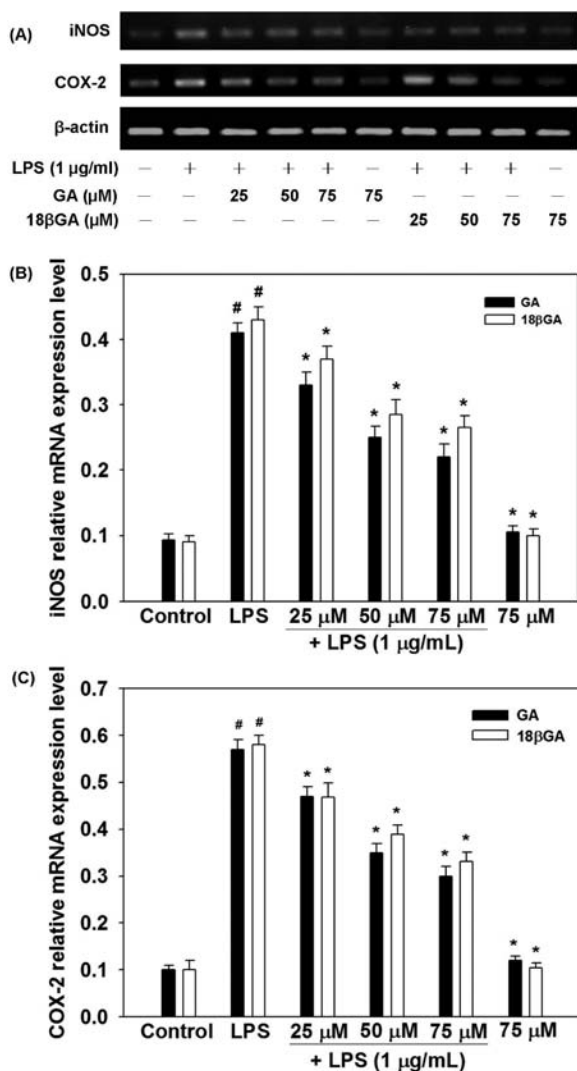 (A)
iNOS
COX-2
β-actin
LPS (1 μg/ml) — + + + + — + + + —
GA (μM) — — 25 50 75 75 — — — —
18βGA (μM) — — — — — — 25 50 75 75
(B)
iNOS relative mRNA expression level
0.5
0.4
0.3
0.2
0.1
0.0
# # * * * * * * * *
GA
18βGA
Control LPS 25 μM 50 μM 75 μM 75 μM
+ LPS (1 μg/mL)
(C)
COX-2 relative mRNA expression level
0.7
0.6
0.5
0.4
0.3
0.2
0.1
0.0
# # * * * * * * * *
GA
18βGA
Control LPS 25 μM 50 μM 75 μM 75 μM
+ LPS (1 μg/mL)